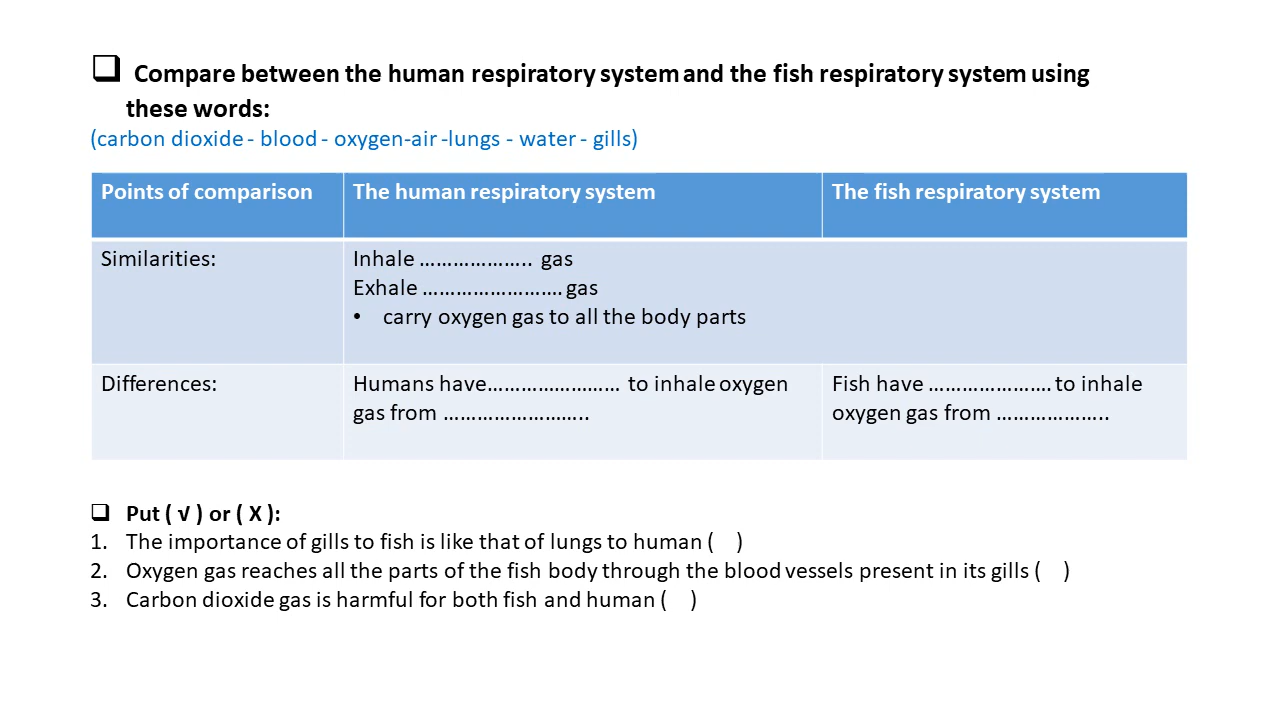 ❑ Compare between the human respiratory system and the fish respiratory system using
these words:
(carbon dioxide - blood - oxygen-air -lungs - water - gills)
Points of comparison
The human respiratory system
The fish respiratory system
Similarities:
Inhale ……………….. gas
Exhale ……………………. gas
• carry oxygen gas to all the body parts
Differences:
Humans have…………………… to inhale oxygen
gas from ……………………..
Fish have …………………. to inhale
oxygen gas from ………………..
❑ Put ( √ ) or ( X ):
1. The importance of gills to fish is like that of lungs to human ( )
2. Oxygen gas reaches all the parts of the fish body through the blood vessels present in its gills ( )
3. Carbon dioxide gas is harmful for both fish and human ( )